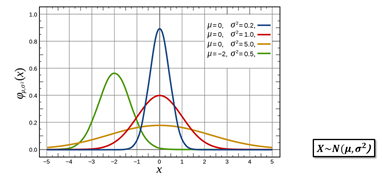 μ=0, σ²=0.2,
μ=0, σ²=1.0,
μ=0, σ²=5.0,
μ=-2, σ²=0.5,
1.0
0.8
0.6
0.4
0.2
0.0
φμ,σ²(x)
-5 -4 -3 -2 -1 0 1 2 3 4 5
x
X~N(μ,σ²)